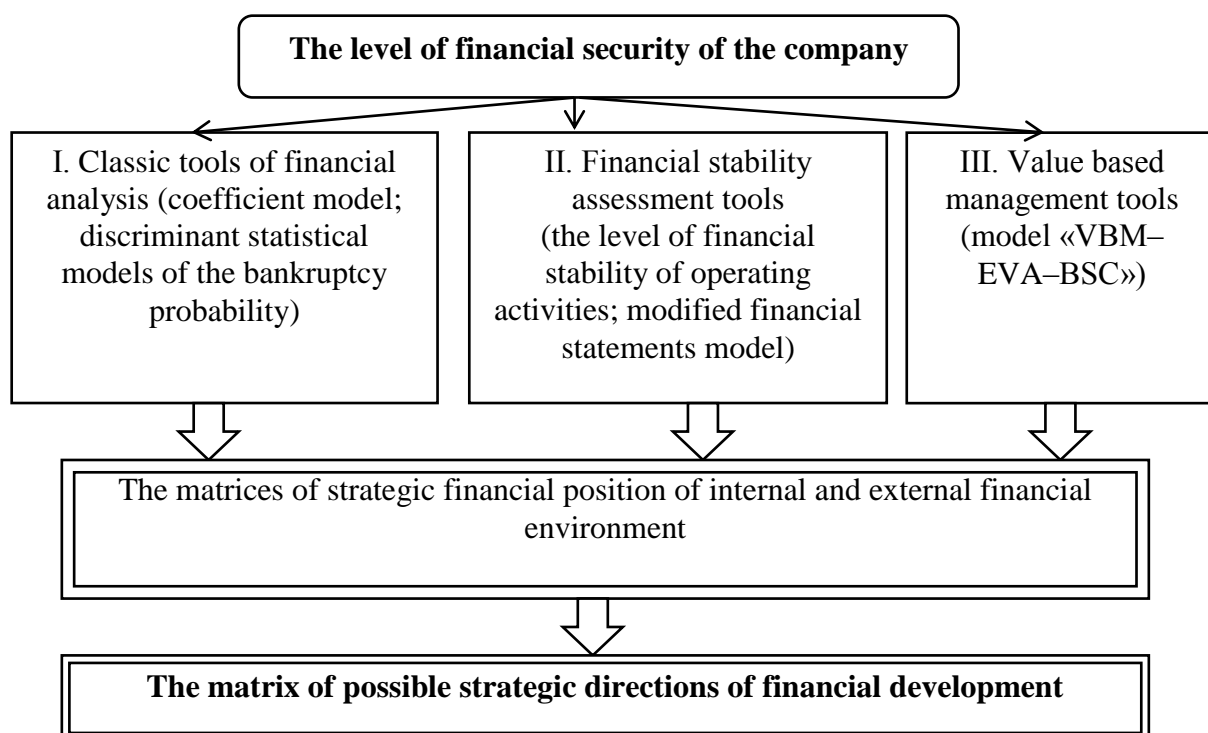 The level of financial security of the company
I. Classic tools of financial
analysis (coefficient model;
discriminant statistical
models of the bankruptcy
probability)
II. Financial stability
assessment tools
(the level of financial
stability of operating
activities; modified financial
statements model)
III. Value based
management tools
(model «VBM–
EVA–BSC»)
The matrices of strategic financial position of internal and external financial
environment
The matrix of possible strategic directions of financial development